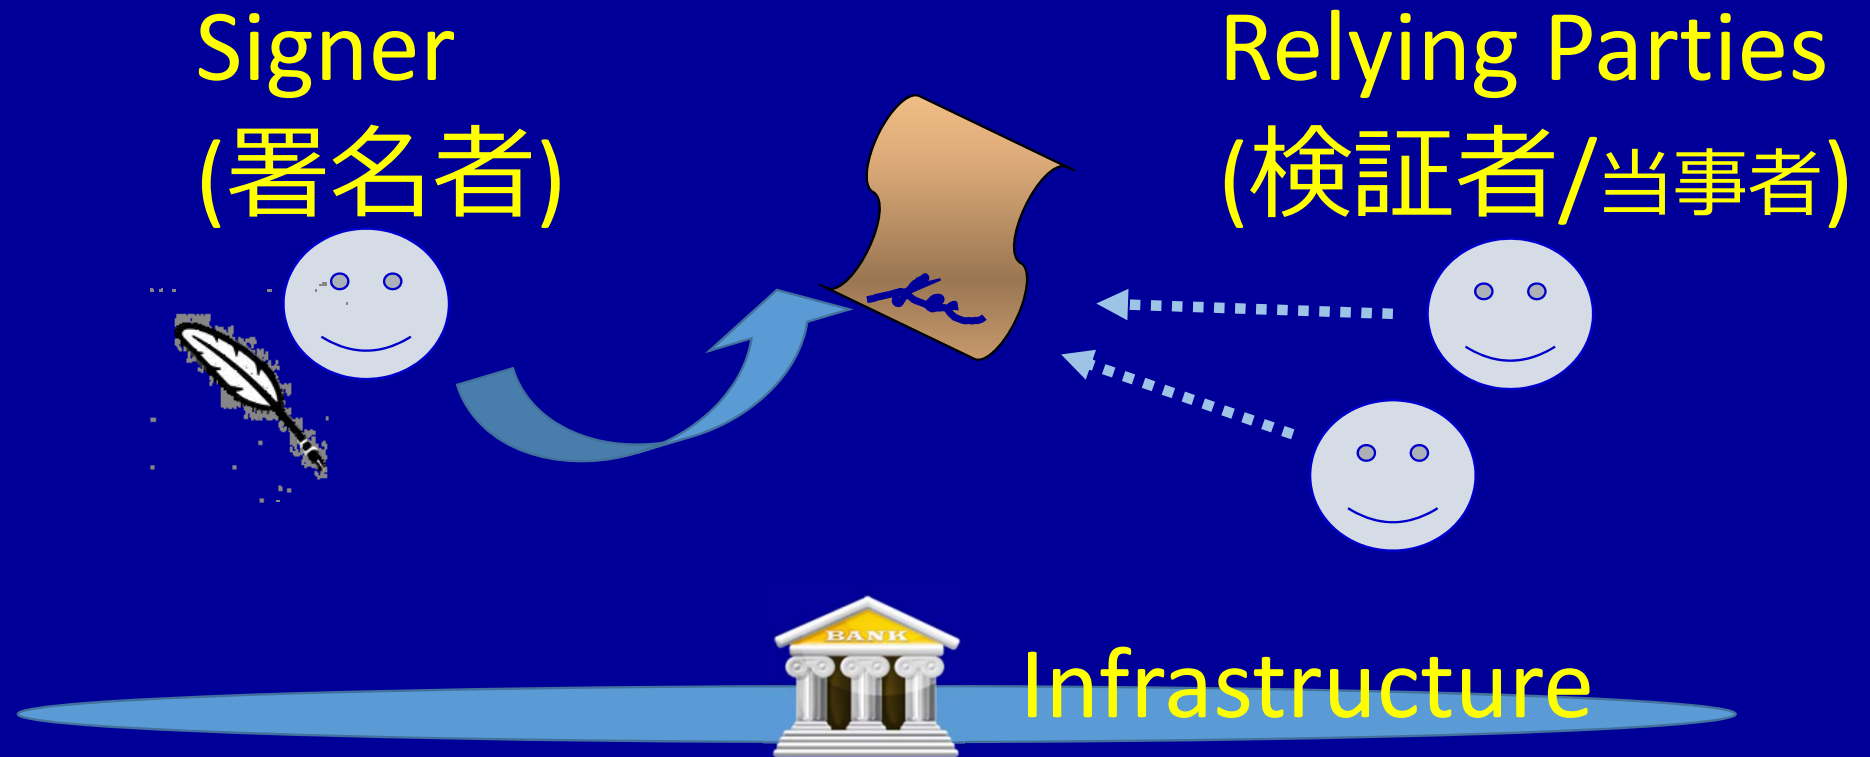 Signer
(署名者)
Relying Parties
(検証者/当事者)
BANK
Infrastructure